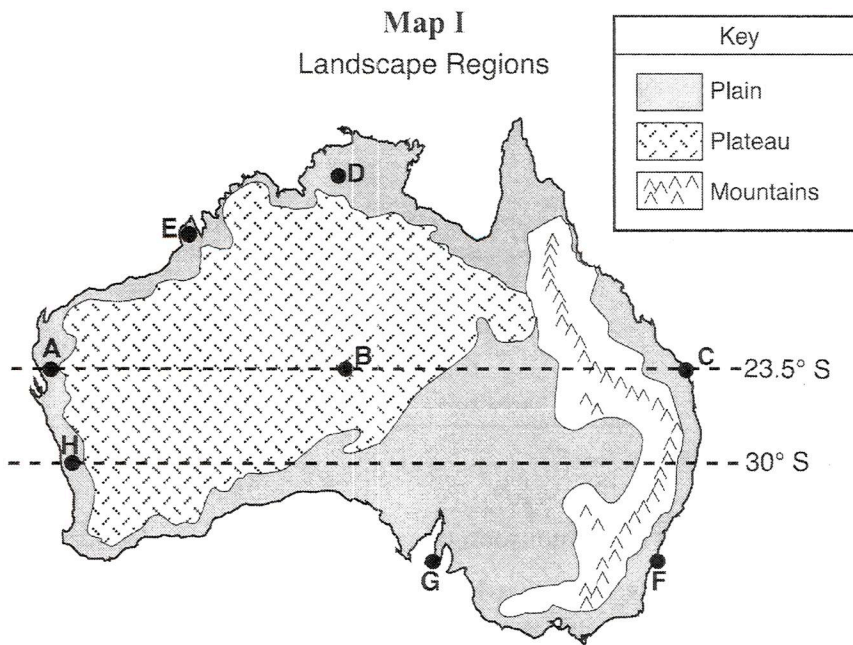 Map I
Landscape Regions
Key
Plain
Plateau
Mountains
D
E
A
B
C
23.5° S
H
30° S
G
F